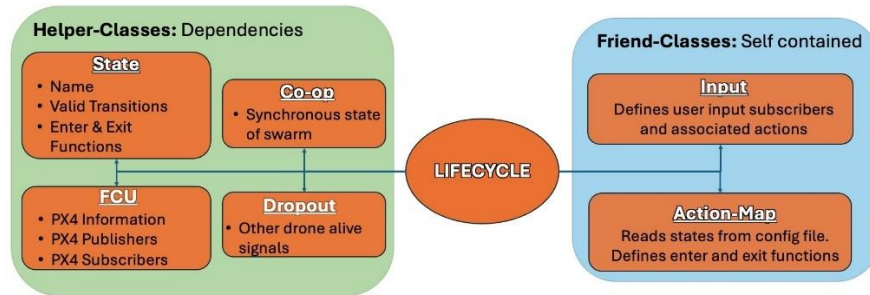 Helper-Classes: Dependencies
State
• Name
• Valid Transitions
• Enter & Exit
Functions
Co-op
• Synchronous state
of swarm
FCU
• PX4 Information
• PX4 Publishers
• PX4 Subscribers
Dropout
• Other drone alive
signals
LIFECYCLE
Friend-Classes: Self contained
Input
Defines user input subscribers
and associated actions
Action-Map
Reads states from config file.
Defines enter and exit functions